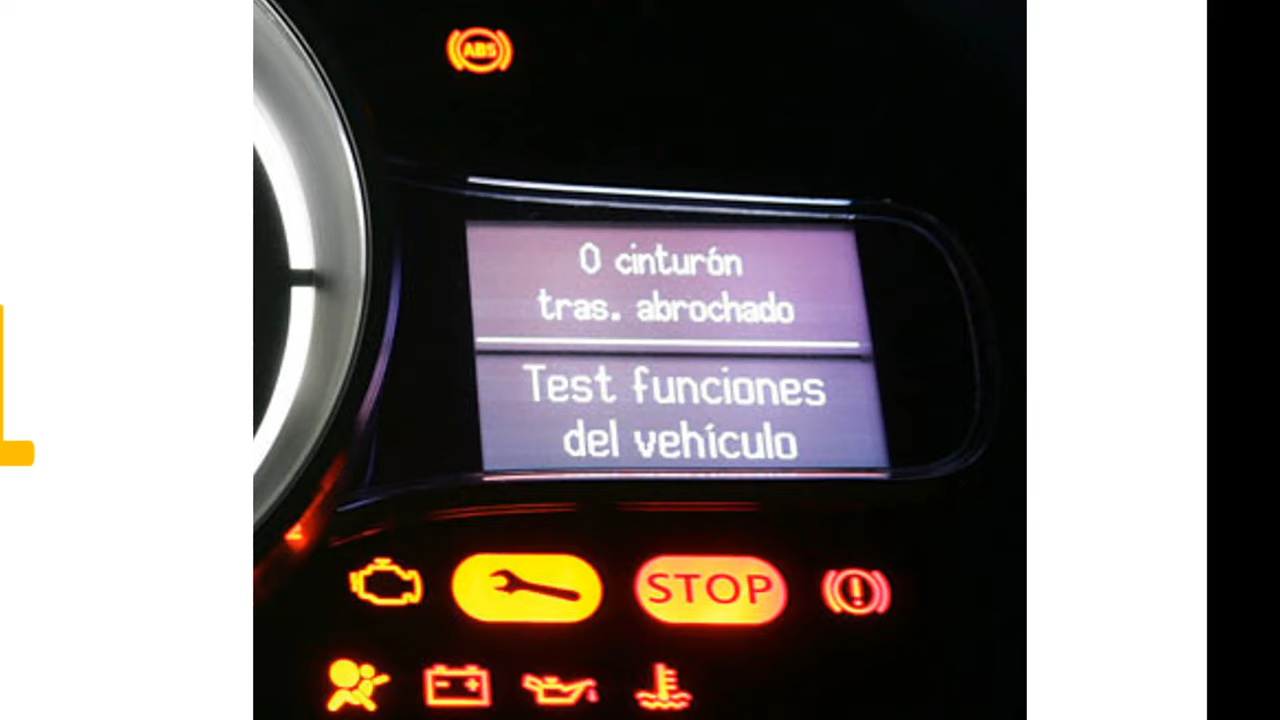 ABS
0 cinturón
tras. abrochado
Test funciones
del vehículo
STOP